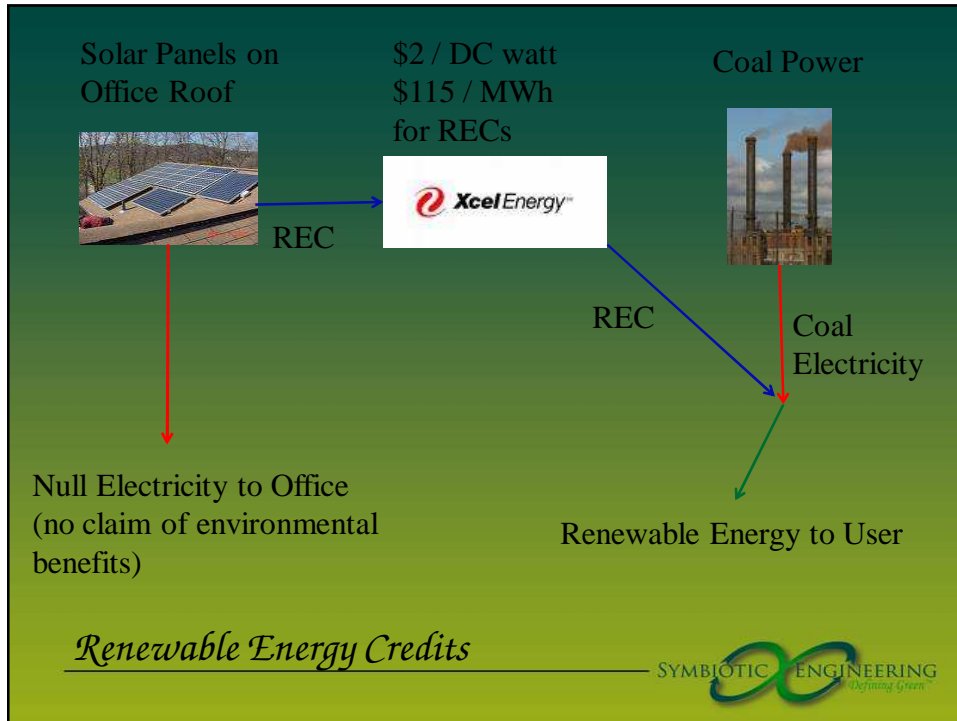 Solar Panels on
Office Roof
$2 / DC watt
$115 / MWh
for RECs
Coal Power
Xcel Energy
REC
REC
Coal
Electricity
Null Electricity to Office
(no claim of environmental
benefits)
Renewable Energy to User
Renewable Energy Credits
SYMBIOTIC ENGINEERING
Defining Green™